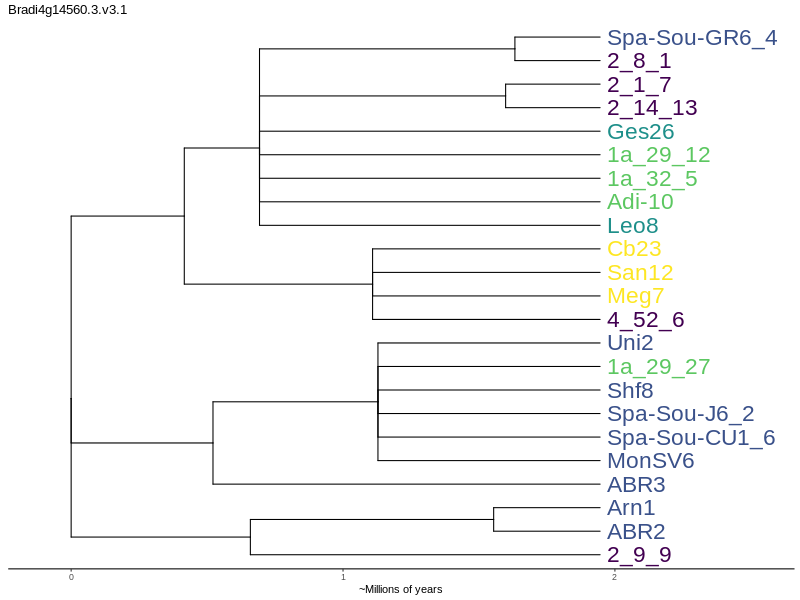 Bradi4g14560.3.v3.1
Spa-Sou-GR6_4
2_8_1
2_1_7
2_14_13
Ges26
1a_29_12
1a_32_5
Adi-10
Leo8
Cb23
San12
Meg7
4_52_6
Uni2
1a_29_27
Shf8
Spa-Sou-J6_2
Spa-Sou-CU1_6
MonSV6
ABR3
Arn1
ABR2
2_9_9
0 1 2
~Millions of years